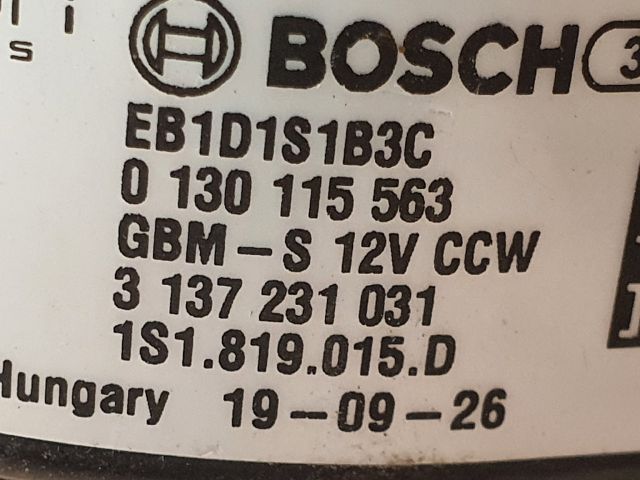 BOSCH 3
EB1D1S1B3C
0 130 115 563
GBM-S 12V CCW
3 137 231 031
1S1.819.015.D
Hungary 19-09-26